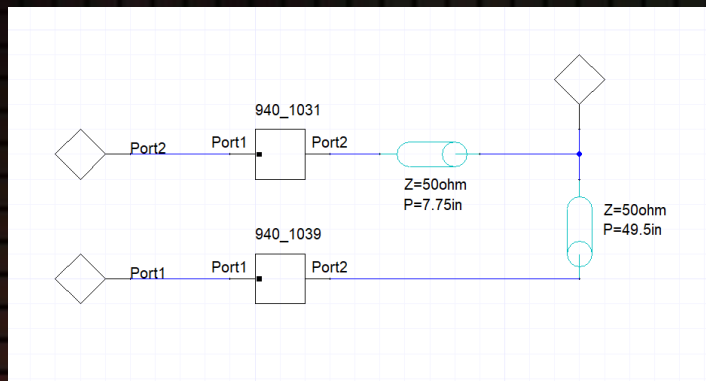 940_1031
Port2
Port1
Port2
Z=50ohm
P=7.75in
Z=50ohm
P=49.5in
940_1039
Port1
Port1
Port2